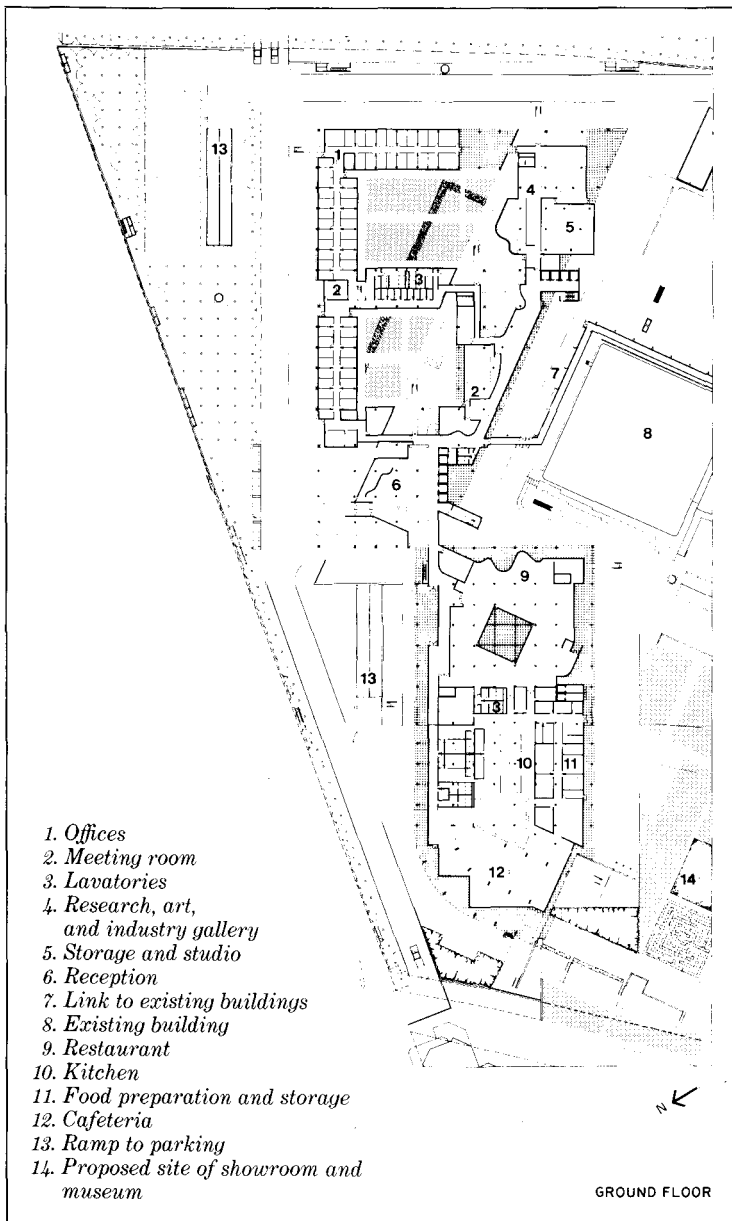 13
1
4
5
3
2
7
2
8
6
9
13
3
10
11
12
14
1. Offices
2. Meeting room
3. Lavatories
4. Research, art,
and industry gallery
5. Storage and studio
6. Reception
7. Link to existing buildings
8. Existing building
9. Restaurant
10. Kitchen
11. Food preparation and storage
12. Cafeteria
13. Ramp to parking
14. Proposed site of showroom and
museum
N
GROUND FLOOR